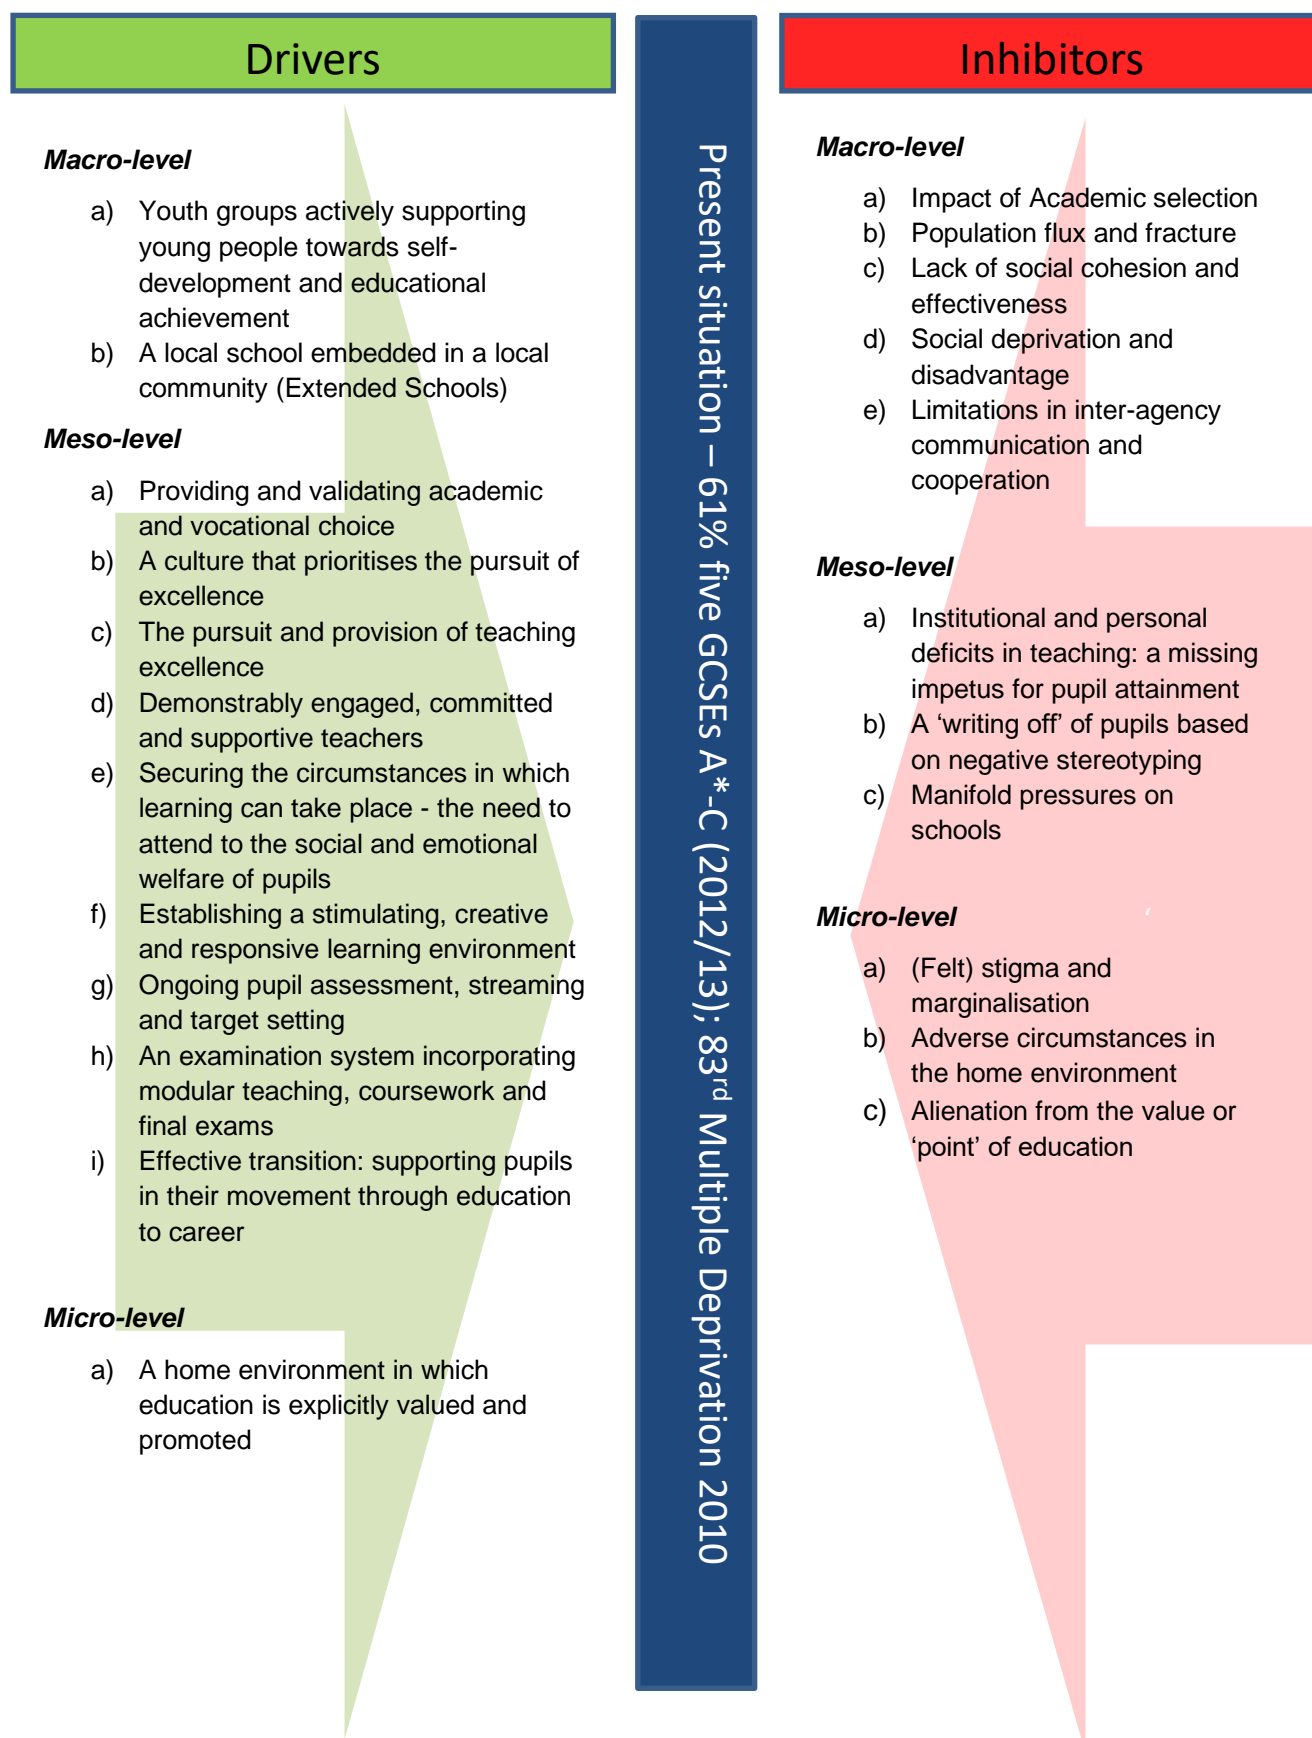 Drivers
Macro-level
a) Youth groups actively supporting
young people towards self-
development and educational
achievement
b) A local school embedded in a local
community (Extended Schools)
Meso-level
a) Providing and validating academic
and vocational choice
b) A culture that prioritises the pursuit of
excellence
c) The pursuit and provision of teaching
excellence
d) Demonstrably engaged, committed
and supportive teachers
e) Securing the circumstances in which
learning can take place - the need to
attend to the social and emotional
welfare of pupils
f) Establishing a stimulating, creative
and responsive learning environment
g) Ongoing pupil assessment, streaming
and target setting
h) An examination system incorporating
modular teaching, coursework and
final exams
i) Effective transition: supporting pupils
in their movement through education
to career
Micro-level
a) A home environment in which
education is explicitly valued and
promoted
Present situation – 61% five GCSEs A*-C (2012/13); 83rd Multiple Deprivation 2010
Inhibitors
Macro-level
a) Impact of Academic selection
b) Population flux and fracture
c) Lack of social cohesion and
effectiveness
d) Social deprivation and
disadvantage
e) Limitations in inter-agency
communication and
cooperation
Meso-level
a) Institutional and personal
deficits in teaching: a missing
impetus for pupil attainment
b) A ‘writing off’ of pupils based
on negative stereotyping
c) Manifold pressures on
schools
Micro-level ‘
a) (Felt) stigma and
marginalisation
b) Adverse circumstances in
the home environment
c) Alienation from the value or
‘point’ of education